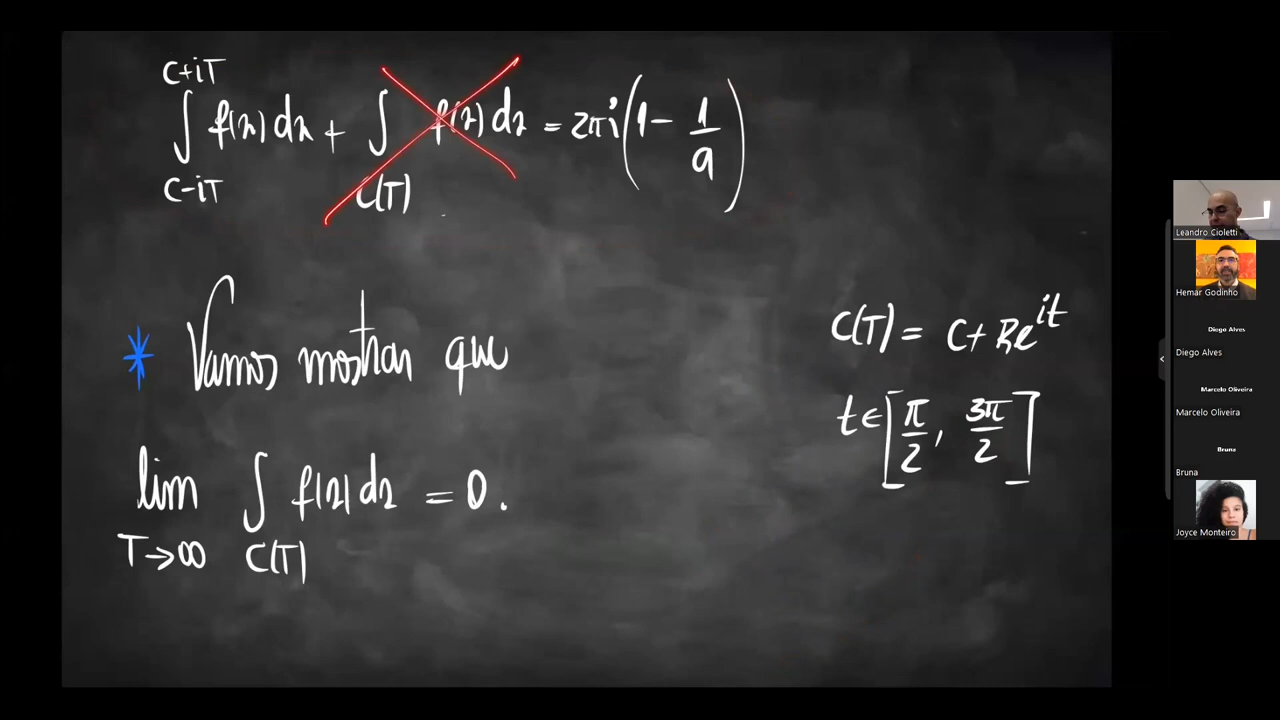 c+iT
∫ f(z) dz + ∫ f(z) dz = 2πi(1 - 1/a)
c-iT C(T)
* Vamos mostrar que
lim ∫ f(z) dz = 0.
T→∞ C(T)
C(T) = c + Re^{it}
t ∈ [π/2, 3π/2]
Leandro Cioletti
Hemar Godinho
Diego Alves
Diego Alves
Marcelo Oliveira
Marcelo Oliveira
Bruna
Bruna
Joyce Monteiro